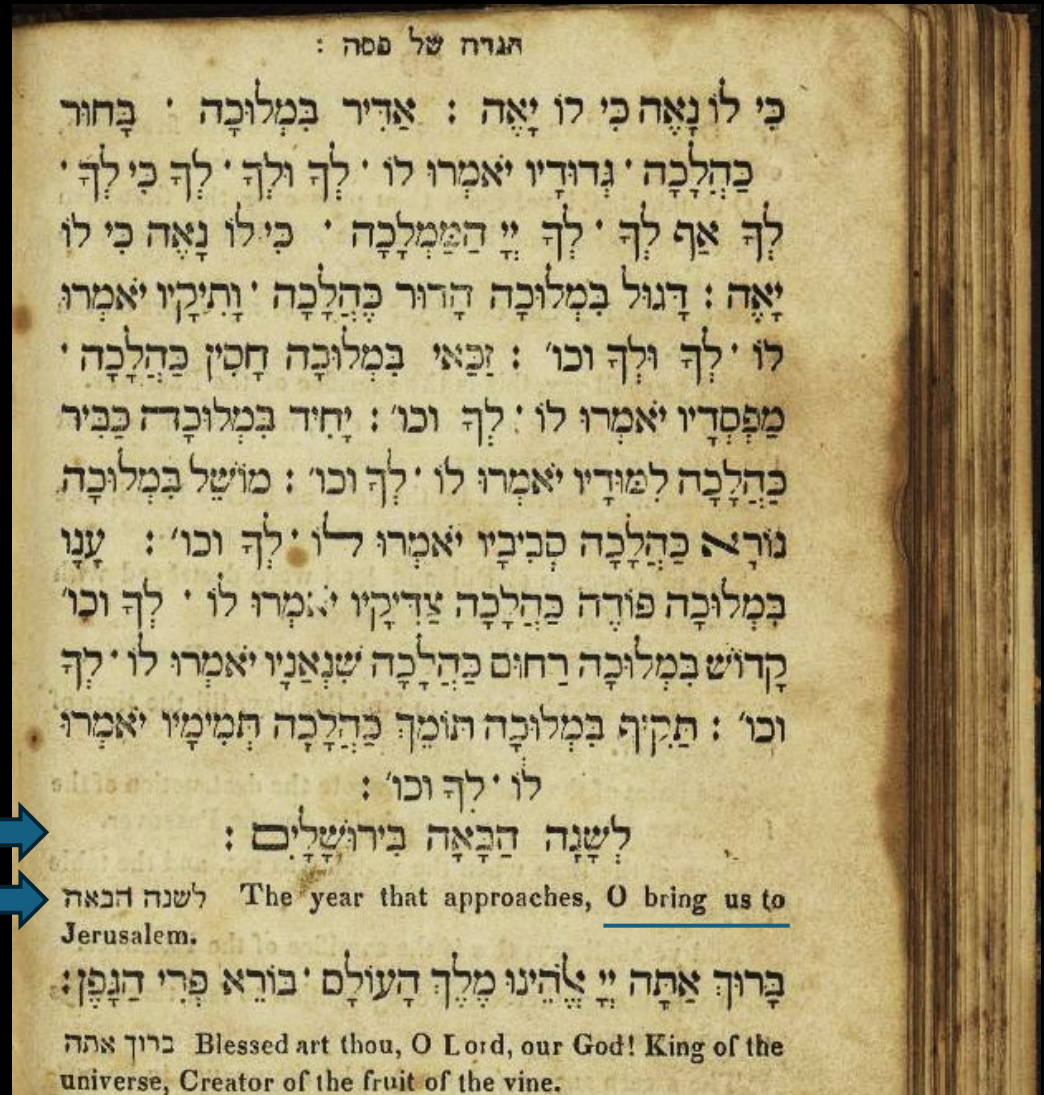 הגדה של פסה :
כִּי לוֹ נָאֶה כִּי לוֹ יָאֶה : אַדִּיר בִּמְלוּכָה · בָּחוּר
כַּהֲלָכָה · גְּדוּדָיו יֹאמְרוּ לוֹ · לְךָ וּלְךָ · לְךָ כִּי לְךָ ·
לְךָ אַף לְךָ · לְךָ יְיָ הַמַּמְלָכָה · כִּי לוֹ נָאֶה כִּי לוֹ
יָאֶה : דָּגוּל בִּמְלוּכָה הָדוּר כֶּהֲלָכָה · וָתִיקָיו יֹאמְרוּ
לוֹ · לְךָ וּלְךָ וכו' : זַכַּאי בִּמְלוּכָה חָסִין כַּהֲלָכָה ·
מַפְסְדָיו יֹאמְרוּ לוֹ : לְךָ וכו' : יָחִיד בִּמְלוּכָדה כַּבִּיר
כַּהֲלָכָה לִמּוּדָיו יֹאמְרוּ לוֹ · לְךָ וכו' : מוֹשֵׁל בִּמְלוּכָה
נוֹרָא כַּהֲלָכָה סְבִיבָיו יֹאמְרוּ לוֹ · לְךָ וכו' : עָנָו
בִּמְלוּכָה פּוֹדֶה כַּהֲלָכָה צַדִּיקָיו יֹאמְרוּ לוֹ · לְךָ וכו'
קָדוֹשׁ בִּמְלוּכָה רַחוּם כַּהֲלָכָה שִׁנְאַנָיו יֹאמְרוּ לוֹ · לְךָ
וכו' : תַּקִּיף בִּמְלוּכָה תּוֹמֵךְ כַּהֲלָכָה תְּמִימָיו יֹאמְרוּ
לוֹ · לְךָ וכו' :
לְשָׁנָה הַבָּאָה בִּירוּשָׁלָיִם :
לשנה הבאה The year that approaches, O bring us to
Jerusalem.
בָּרוּךְ אַתָּה יְיָ אֱלֹהֵינוּ מֶלֶךְ הָעוֹלָם · בּוֹרֵא פְּרִי הַגָּפֶן :
ברוך אתה Blessed art thou, O Lord, our God! King of the
universe, Creator of the fruit of the vine.